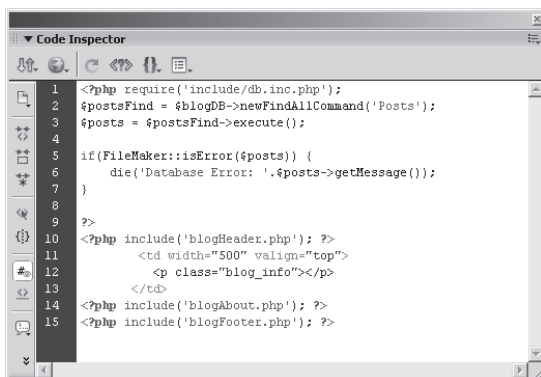 Code Inspector
1 <?php require('include/db.inc.php');
2 $postsFind = $blogDB->newFindAllCommand('Posts');
3 $posts = $postsFind->execute();
4
5 if(FileMaker::isError($posts)) {
6 die('Database Error: '.$posts->getMessage());
7 }
8
9 ?>
10 <?php include('blogHeader.php'); ?>
11 <td width="500" valign="top">
12 <p class="blog_info"></p>
13 </td>
14 <?php include('blogAbout.php'); ?>
15 <?php include('blogFooter.php'); ?>